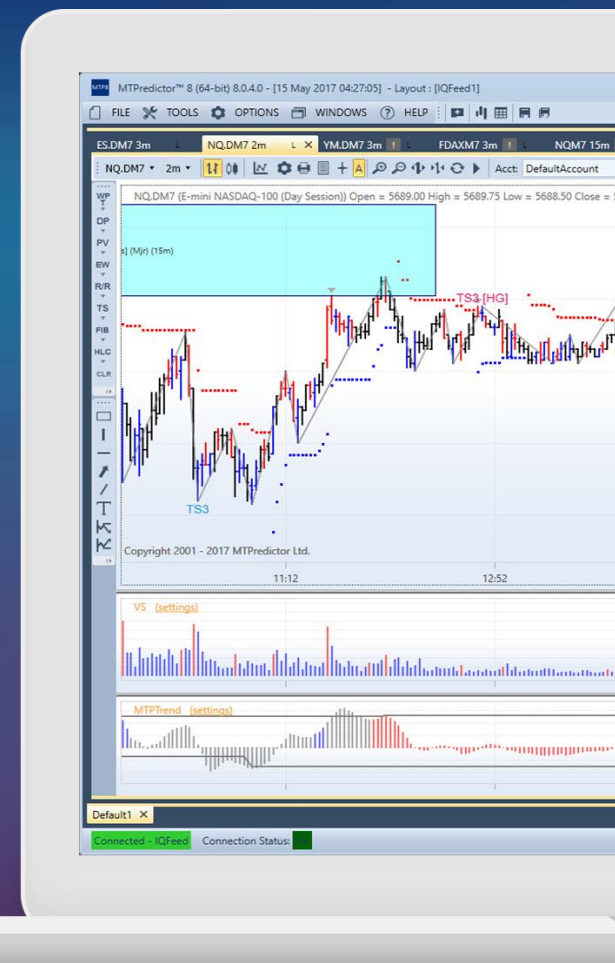 MTP8 MTPredictor™ 8 (64-bit) 8.0.4.0 - [15 May 2017 04:27:05] - Layout : [IQFeed1]
FILE TOOLS OPTIONS WINDOWS ? HELP
ES.DM7 3m L NQ.DM7 2m L X YM.DM7 3m ! L FDAXM7 3m ! L NQM7 15m
NQ.DM7 2m A Acct: DefaultAccount
NQ.DM7 (E-mini NASDAQ-100 (Day Session)) Open = 5689.00 High = 5689.75 Low = 5688.50 Close =
WP
T
DP
PV
s] (Mjr) (15m)
EW
R/R
TS3 [HG]
TS
FIB
HLC
CLR
T
TS3
Copyright 2001 - 2017 MTPredictor Ltd.
11:12 12:52
VS (settings)
MTPTrend (settings)
Default1 X
Connected - IQFeed Connection Status: